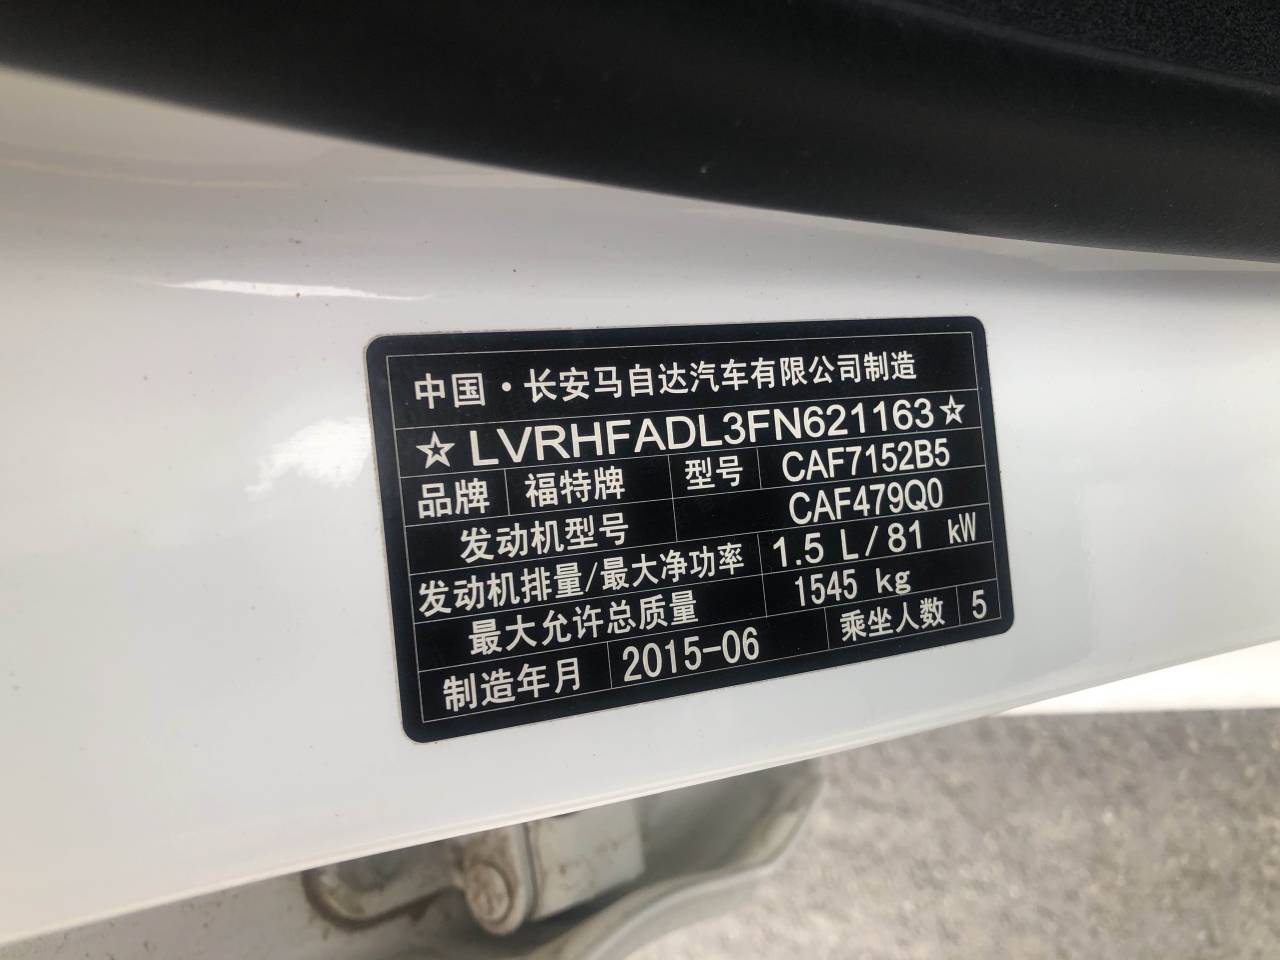 中国·长安马自达汽车有限公司制造
☆LVRHFADL3FN621163☆
品牌 福特牌 型号 CAF7152B5
发动机型号 CAF479Q0
发动机排量/最大净功率 1.5 L/81 kW
最大允许总质量 1545 kg
制造年月 2015-06 乘坐人数 5